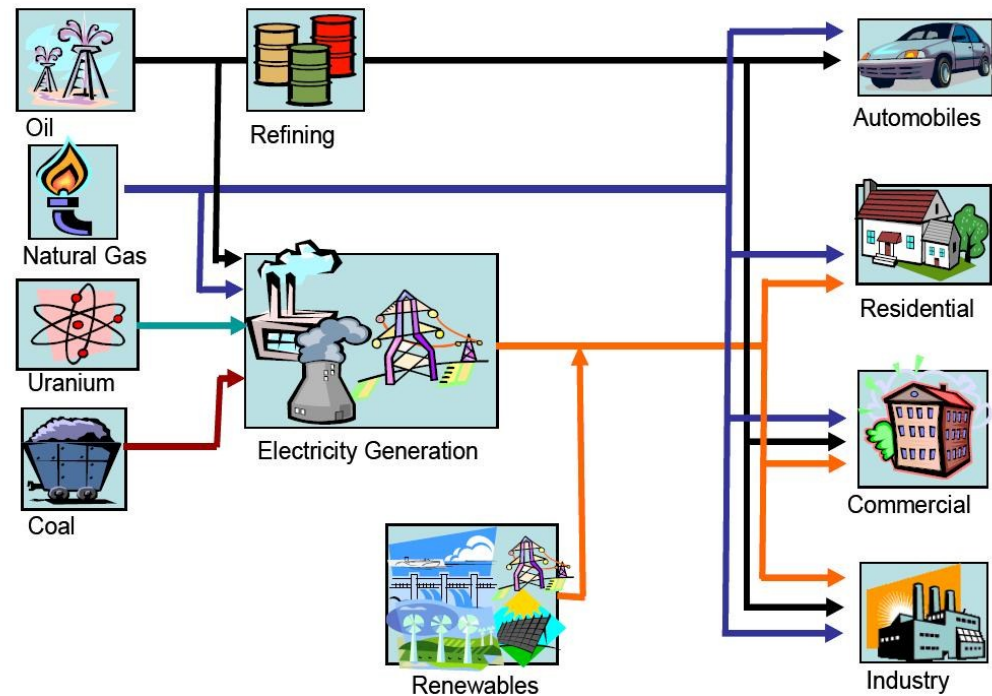 Oil
Refining
Automobiles
Natural Gas
Residential
Uranium
Electricity Generation
Coal
Commercial
Renewables
Industry